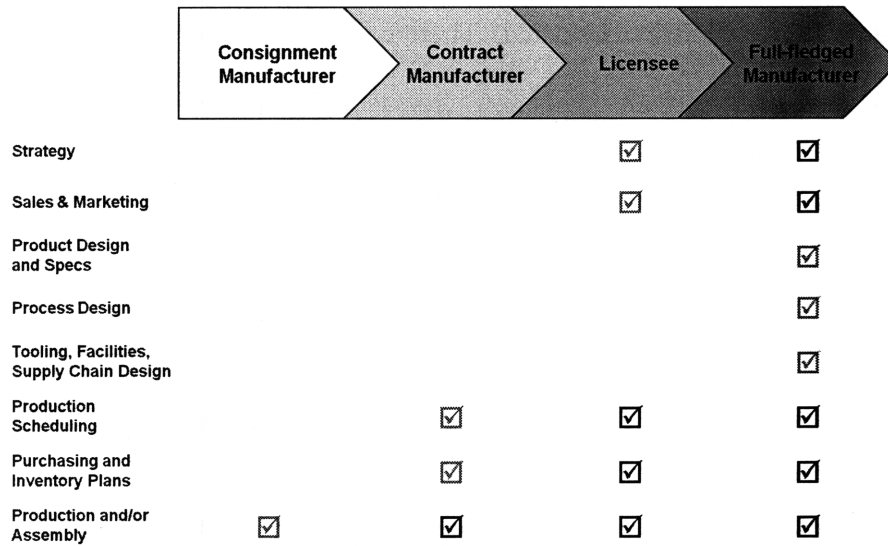 Consignment
Manufacturer
Contract
Manufacturer
Licensee
Full-fledged
Manufacturer
Strategy
Sales & Marketing
Product Design
and Specs
Process Design
Tooling, Facilities,
Supply Chain Design
Production
Scheduling
Purchasing and
Inventory Plans
Production and/or
Assembly